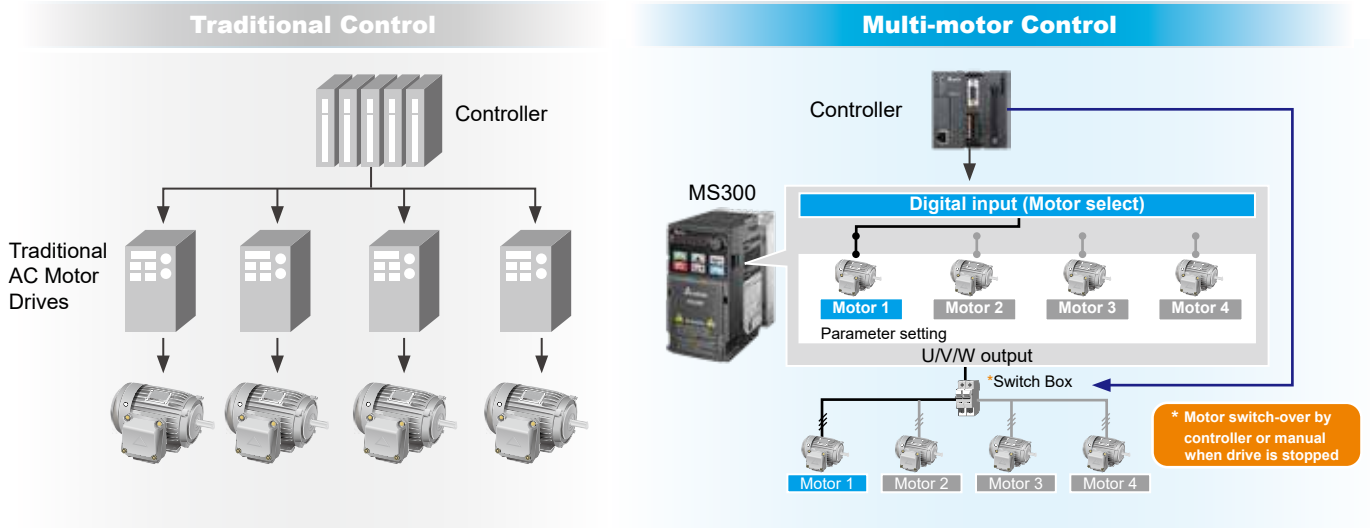 Traditional Control
Controller
Traditional
AC Motor
Drives
Multi-motor Control
Controller
MS300
Digital input (Motor select)
Motor 1
Motor 2
Motor 3
Motor 4
Parameter setting
U/V/W output
*Switch Box
* Motor switch-over by
controller or manual
when drive is stopped
Motor 1
Motor 2
Motor 3
Motor 4